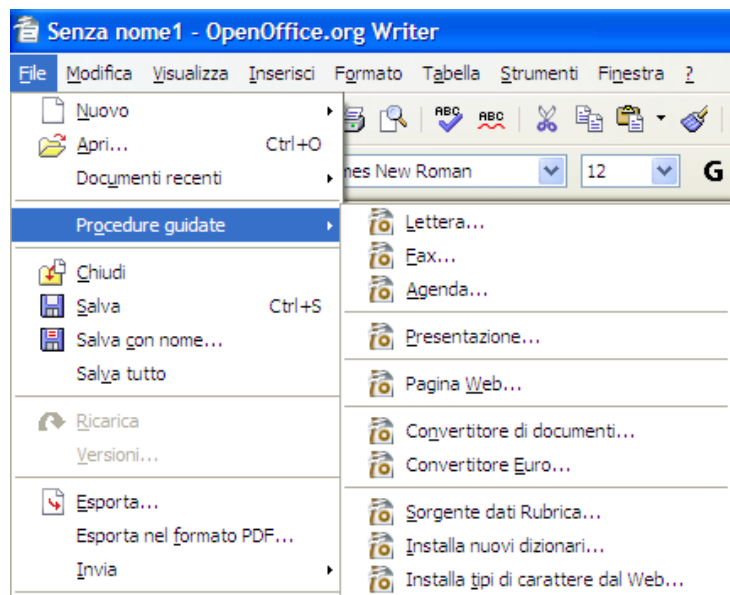 Senza nome1 - OpenOffice.org Writer
File Modifica Visualizza Inserisci Formato Tabella Strumenti Finestra ?
Nuovo
ABC ABC
Apri... Ctrl+O
Documenti recenti
mes New Roman 12 G
Procedure guidate
Lettera...
Fax...
Chiudi
Agenda...
Salva Ctrl+S
Salva con nome...
Presentazione...
Salva tutto
Pagina Web...
Ricarica
Convertitore di documenti...
Versioni...
Convertitore Euro...
Esporta...
Sorgente dati Rubrica...
Esporta nel formato PDF...
Installa nuovi dizionari...
Invia
Installa tipi di carattere dal Web...